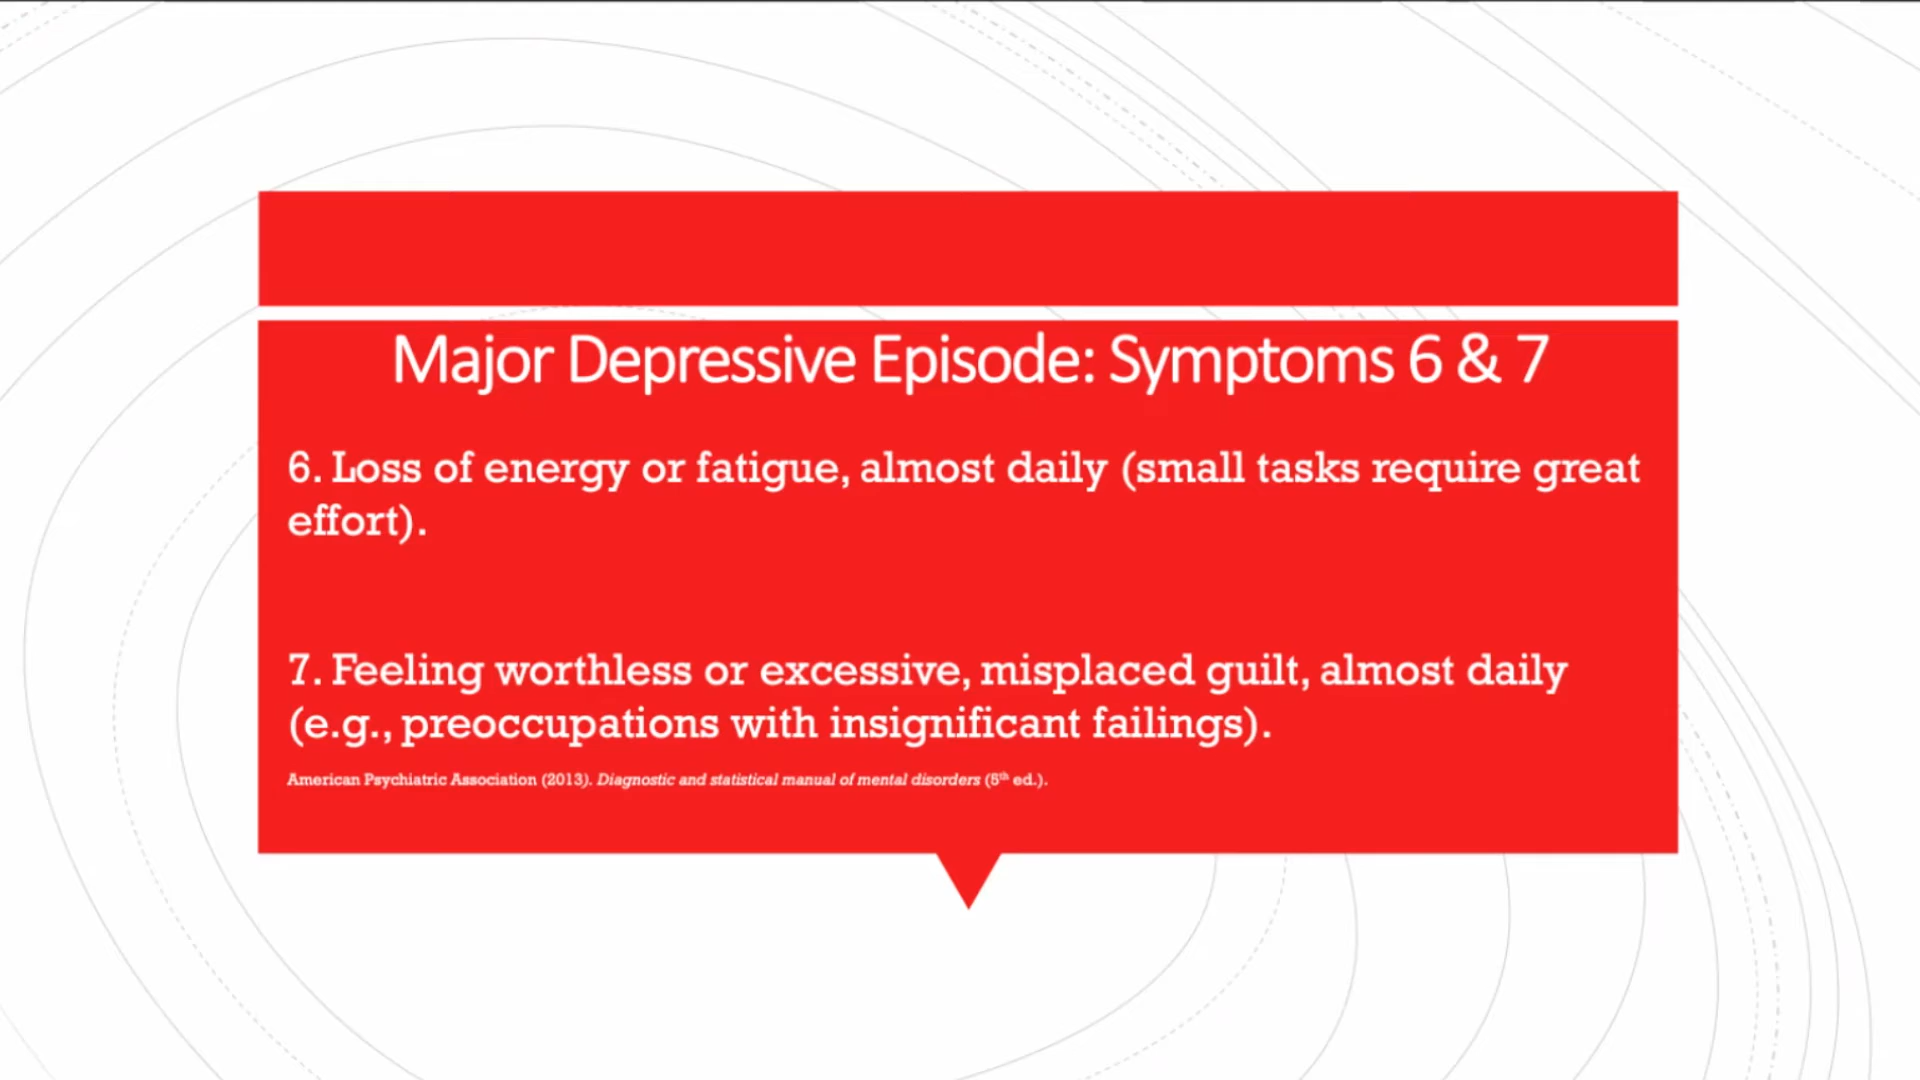 Major Depressive Episode: Symptoms 6 & 7
6. Loss of energy or fatigue, almost daily (small tasks require great
effort).
7. Feeling worthless or excessive, misplaced guilt, almost daily
(e.g., preoccupations with insignificant failings).
American Psychiatric Association (2013). Diagnostic and statistical manual of mental disorders (5th ed.).